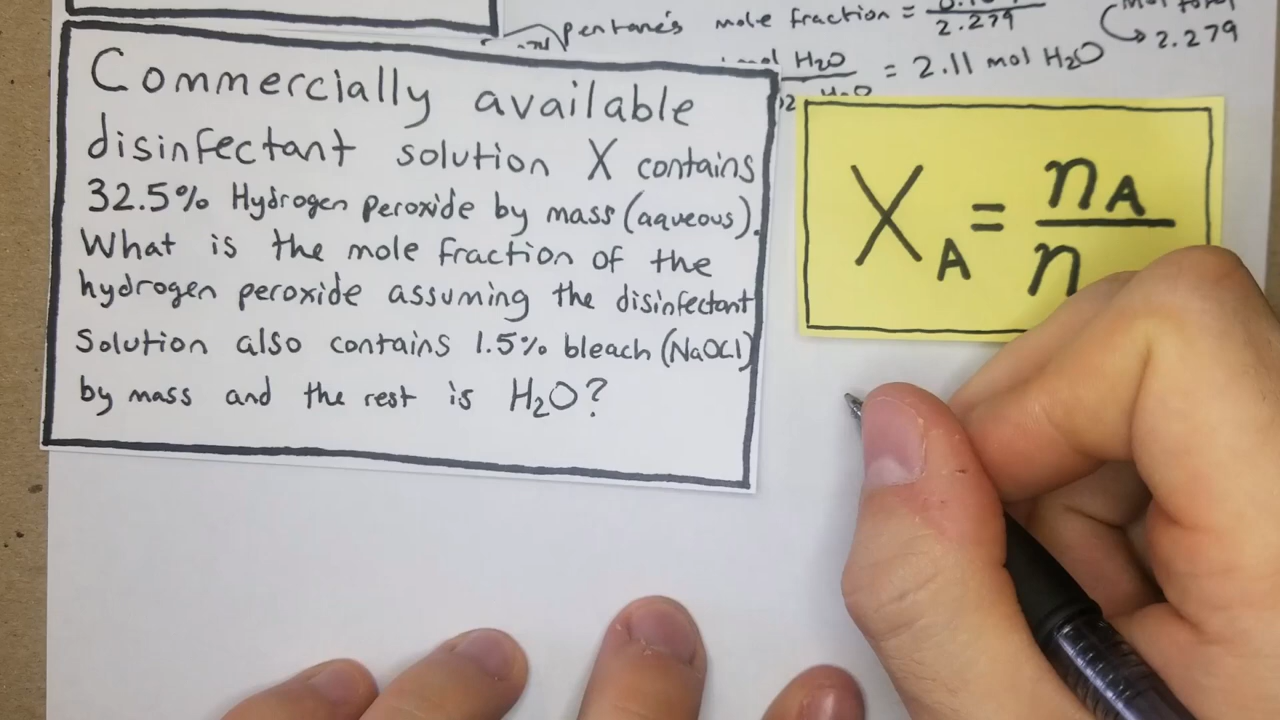 pentane's mole fraction =
2.279
2.279
H2O
= 2.11 mol H2O
Commercially available
disinfectant solution X contains
32.5% Hydrogen peroxide by mass (aqueous).
What is the mole fraction of the
hydrogen peroxide assuming the disinfectant
solution also contains 1.5% bleach (NaOCl)
by mass and the rest is H2O?
XA = nA
n